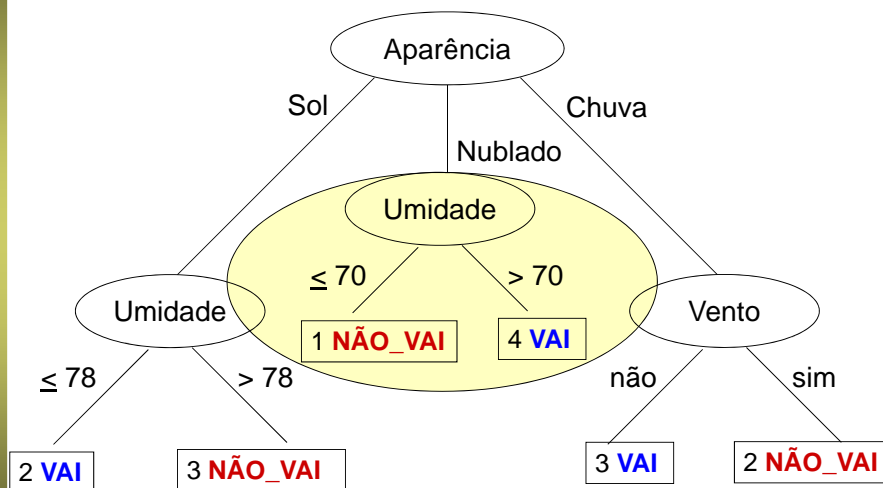 Aparência
Sol
Chuva
Nublado
Umidade
≤ 70
> 70
Umidade
Vento
1 NÃO_VAI
4 VAI
≤ 78
> 78
não
sim
2 VAI
3 NÃO_VAI
3 VAI
2 NÃO_VAI